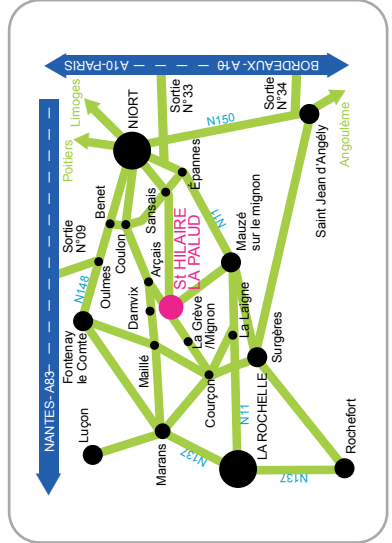 NANTES- A83
A10-PARIS
BORDEAUX- A10
Poitiers
Limoges
NIORT
Sortie
N°33
Sortie
N°34
N150
Angoulême
Saint Jean d'Angély
Sortie
N°09
Benet
Oulmes
Coulon
N148
Fontenay
le Comte
Sansais
Épannes
Arçais
Damvix
Maillé
St HILAIRE
LA PALUD
N11
Mauzé
sur le mignon
La Grève
/Mignon
La Laigne
Courçon
Surgères
Luçon
Marans
N137
N11
LA ROCHELLE
N137
Rochefort